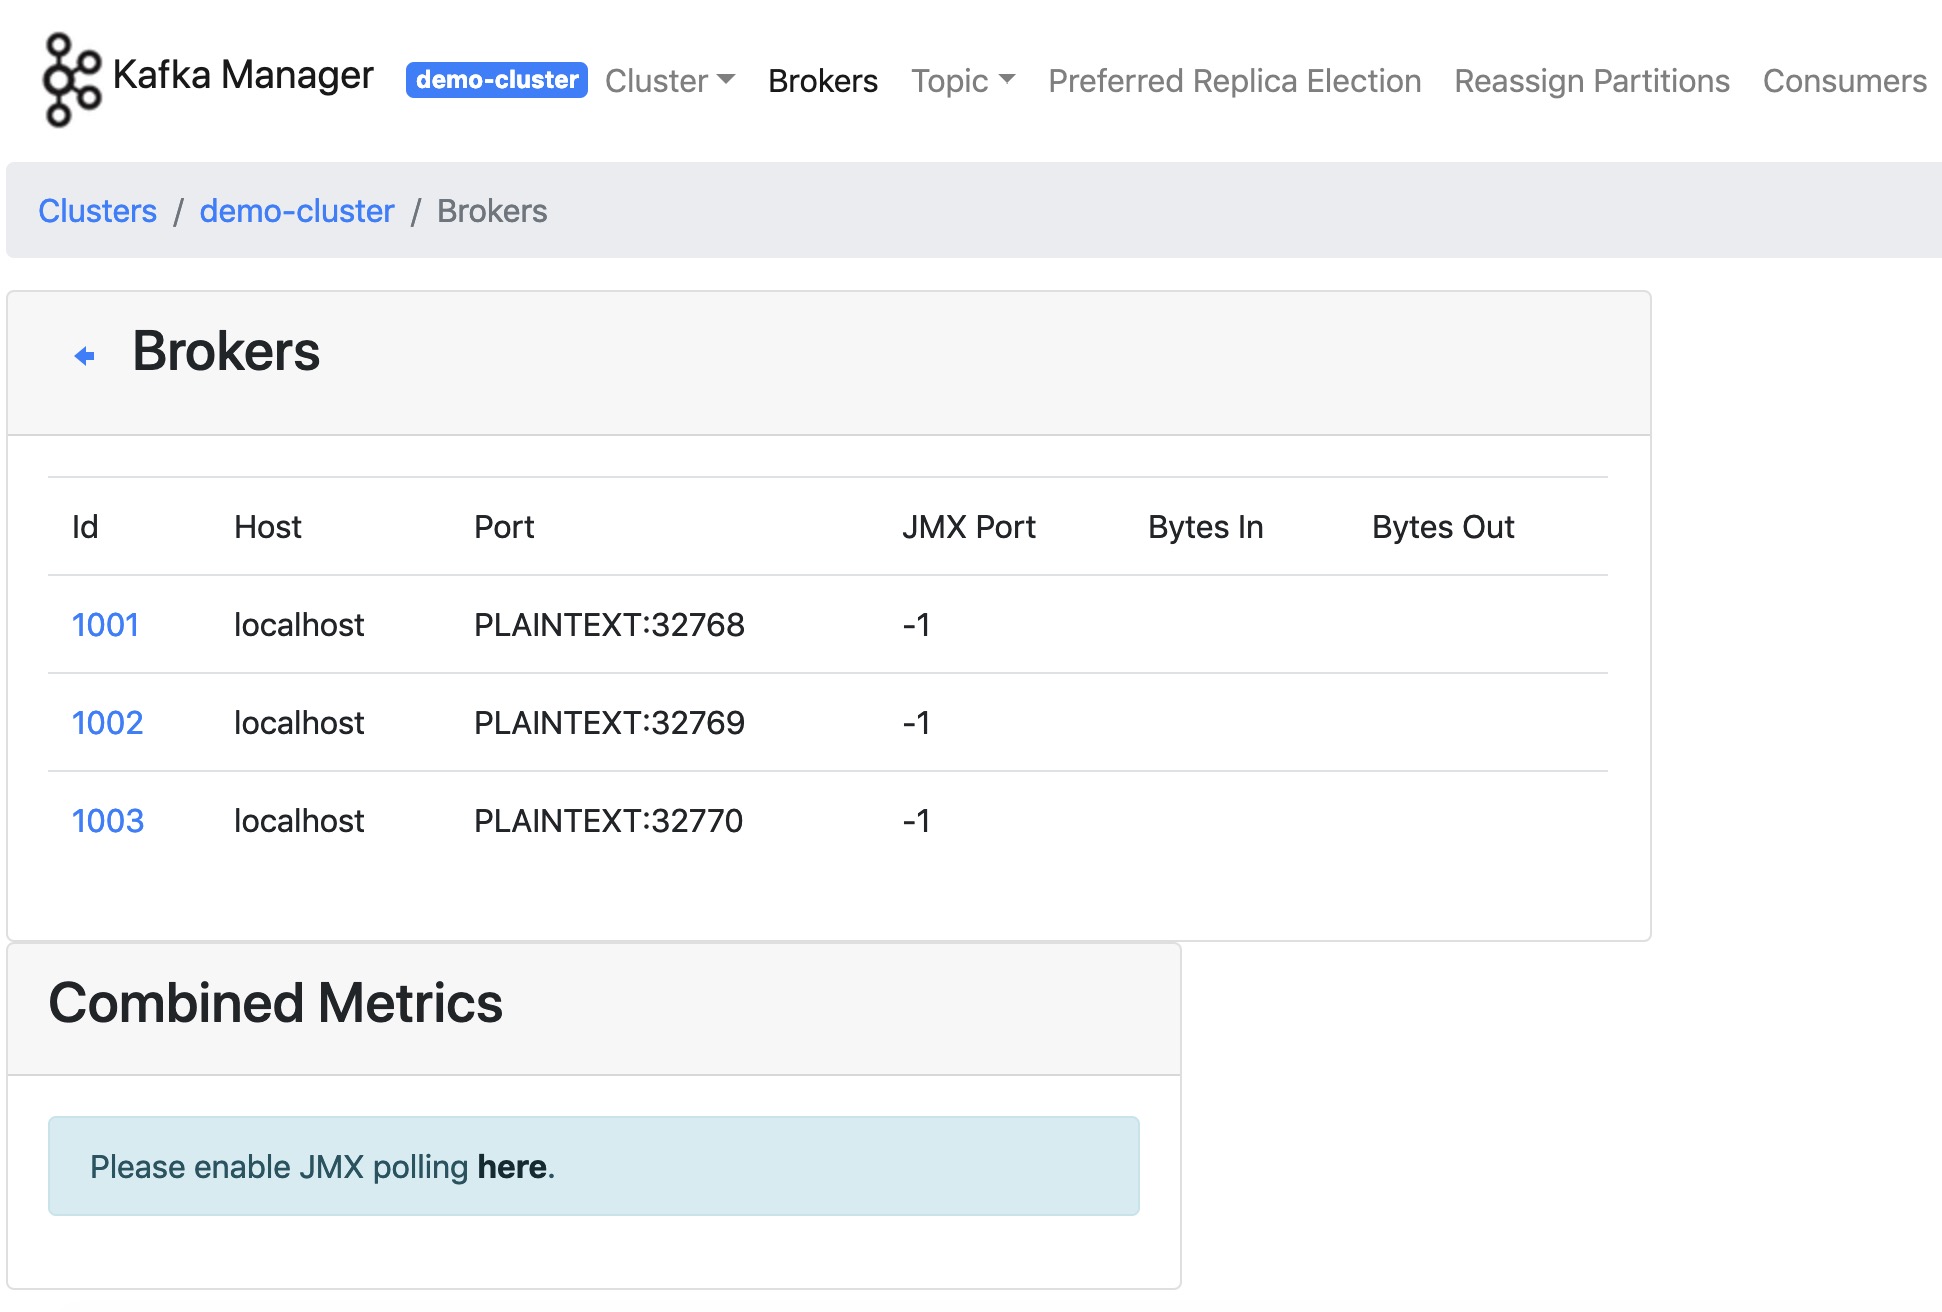 Kafka Manager demo-cluster Cluster Brokers Topic Preferred Replica Election Reassign Partitions Consumers
Clusters / demo-cluster / Brokers
Brokers
Id Host Port JMX Port Bytes In Bytes Out
1001 localhost PLAINTEXT:32768 -1
1002 localhost PLAINTEXT:32769 -1
1003 localhost PLAINTEXT:32770 -1
Combined Metrics
Please enable JMX polling here.